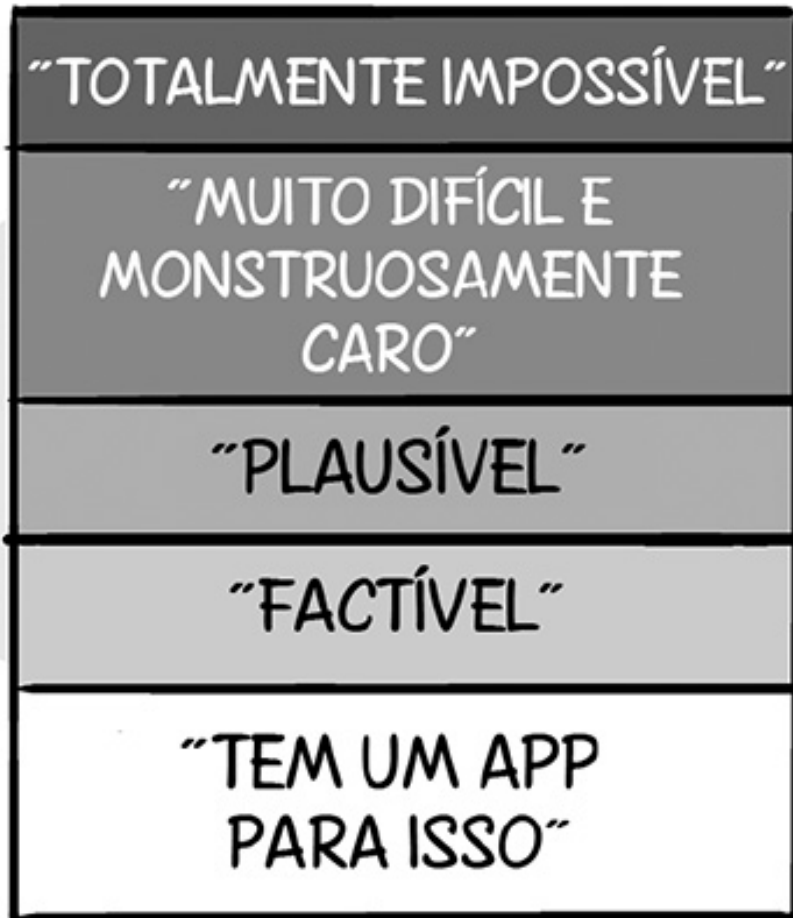 "TOTALMENTE IMPOSSÍVEL"
"MUITO DIFÍCIL E
MONSTRUOSAMENTE
CARO"
"PLAUSÍVEL"
"FACTÍVEL"
"TEM UM APP
PARA ISSO"